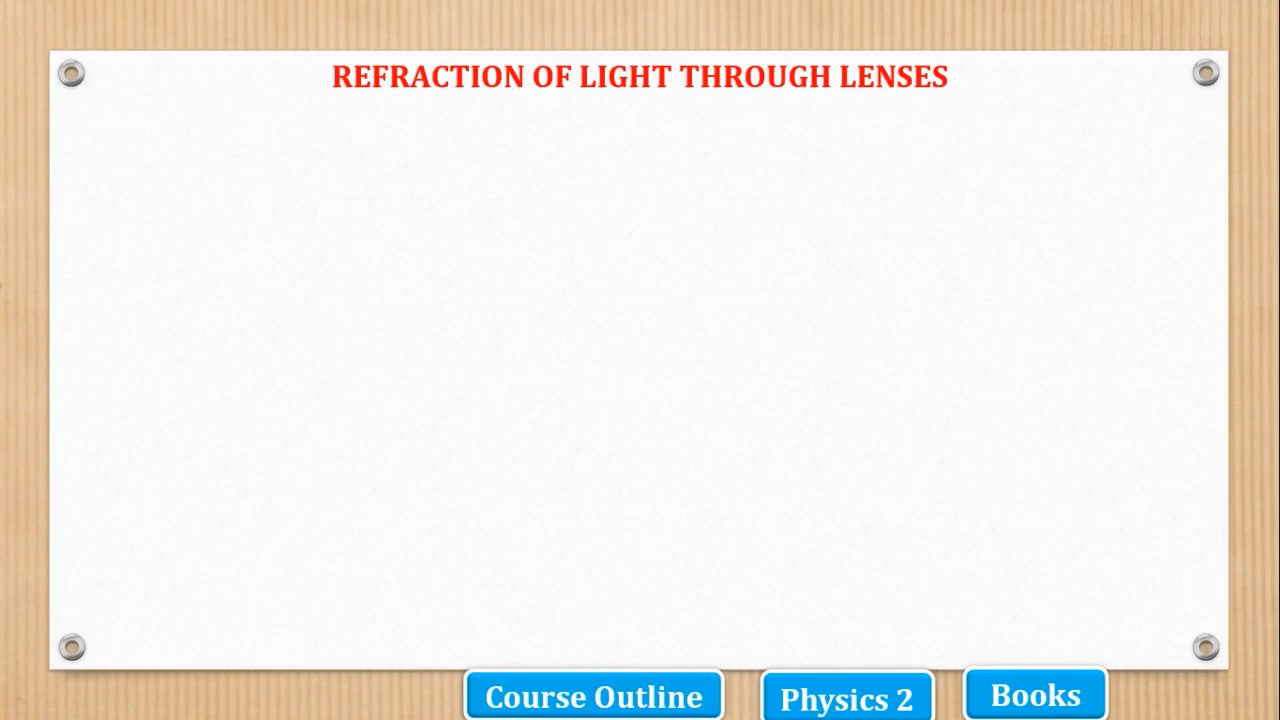 REFRACTION OF LIGHT THROUGH LENSES
Course Outline
Physics 2
Books